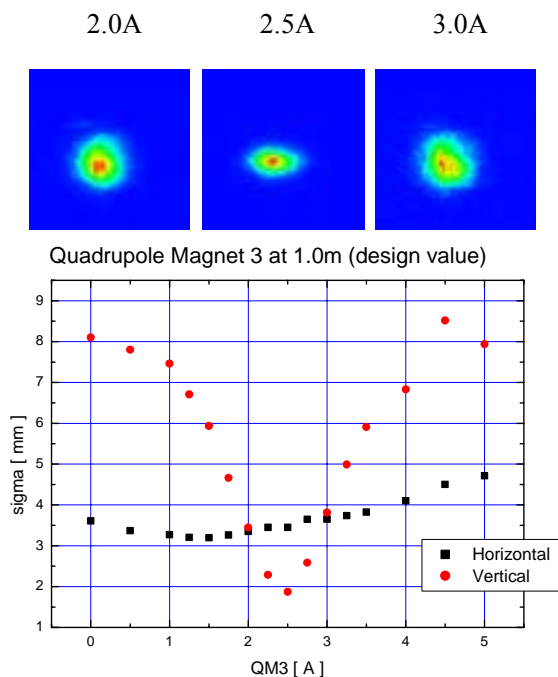 2.0A 2.5A 3.0A
Quadrupole Magnet 3 at 1.0m (design value)
9
8
7
6
5
4
3
2
1
sigma [ mm ]
0 1 2 3 4 5
QM3 [ A ]
Horizontal
Vertical